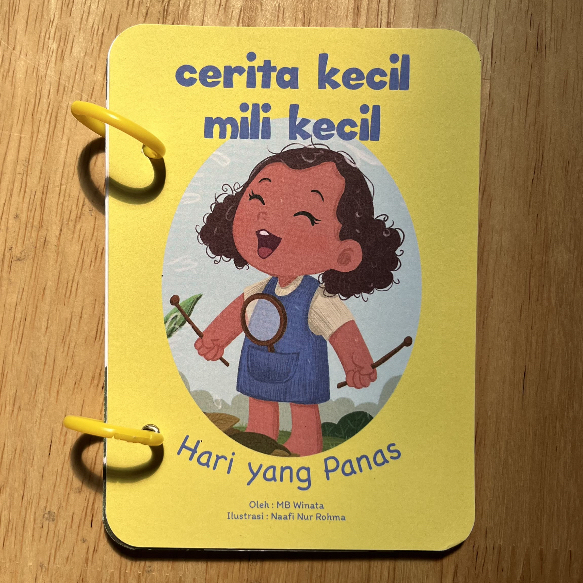 cerita kecil
mili kecil
Hari yang Panas
Oleh : MB Winata
Ilustrasi : Naafi Nur Rohma